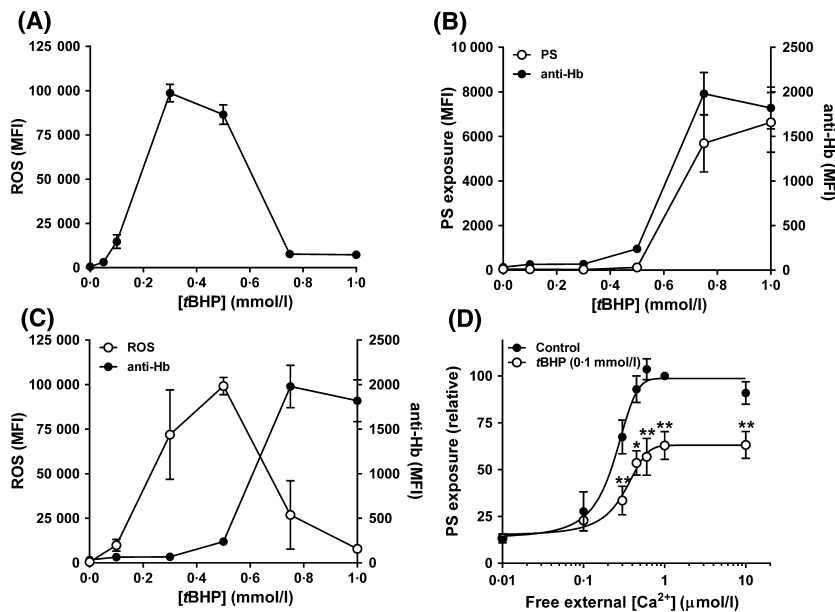 (A)
125 000
100 000
75 000
50 000
25 000
0
ROS (MFI)
0·0 0·2 0·4 0·6 0·8 1·0
[tBHP] (mmol/l)
(B)
PS
anti-Hb
10 000
8000
6000
4000
2000
0
PS exposure (MFI)
2500
2000
1500
1000
500
0
anti-Hb (MFI)
0·0 0·2 0·4 0·6 0·8 1·0
[tBHP] (mmol/l)
(C)
ROS
anti-Hb
125 000
100 000
75 000
50 000
25 000
0
ROS (MFI)
2500
2000
1500
1000
500
0
anti-Hb (MFI)
0·0 0·2 0·4 0·6 0·8 1·0
[tBHP] (mmol/l)
(D)
Control
tBHP (0·1 mmol/l)
100
75
50
25
0
PS exposure (relative)
** * ** ** **
0·01 0·1 1 10
Free external [Ca²⁺] (μmol/l)